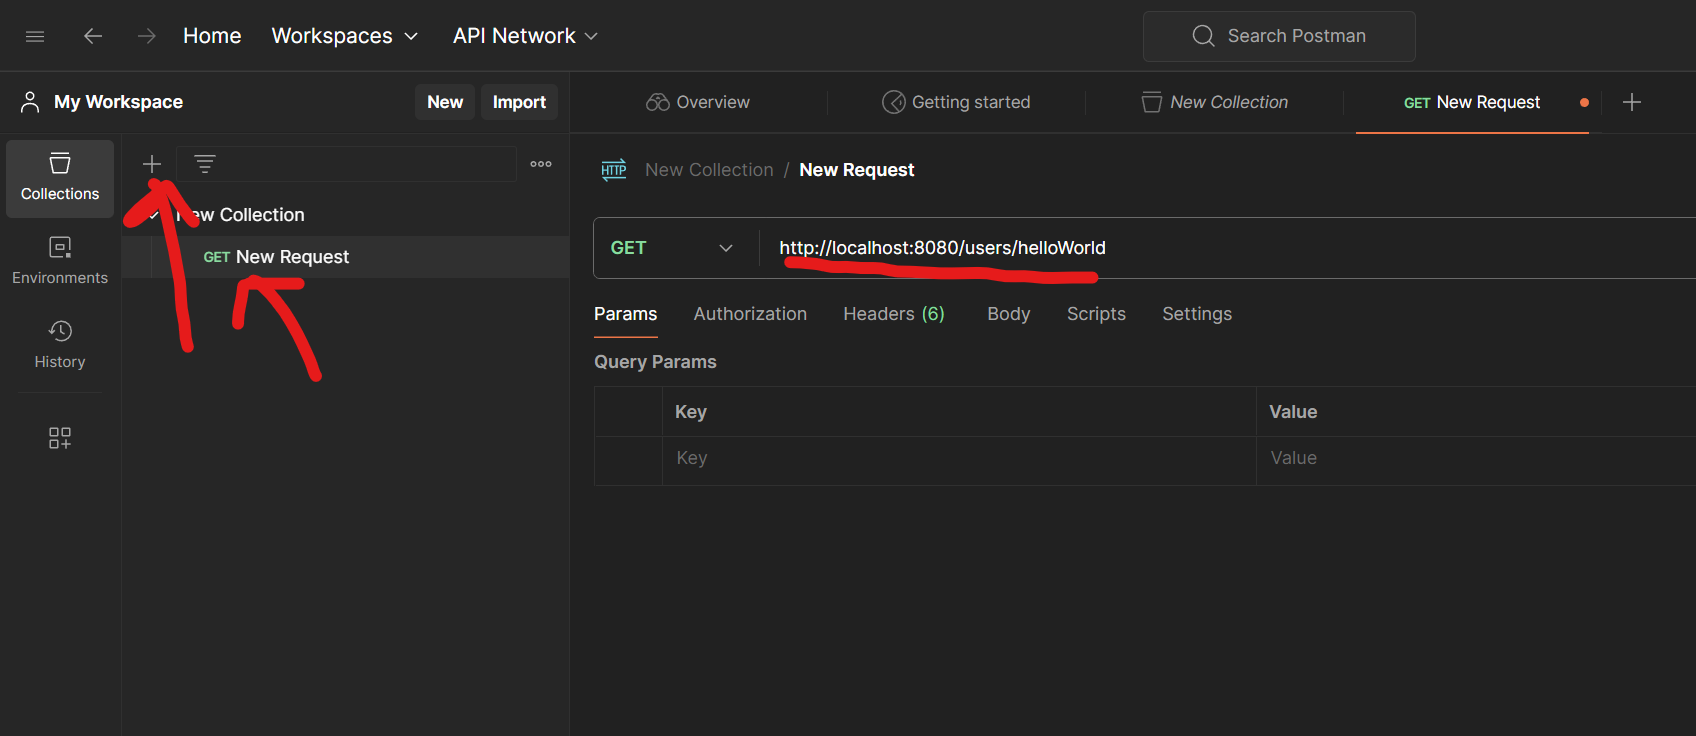 Home Workspaces API Network Search Postman
My Workspace New Import
Overview Getting started New Collection GET New Request
Collections
New Collection
GET New Request
Environments
History
HTTP New Collection / New Request
GET http://localhost:8080/users/helloWorld
Params Authorization Headers (6) Body Scripts Settings
Query Params
Key Value
Key Value